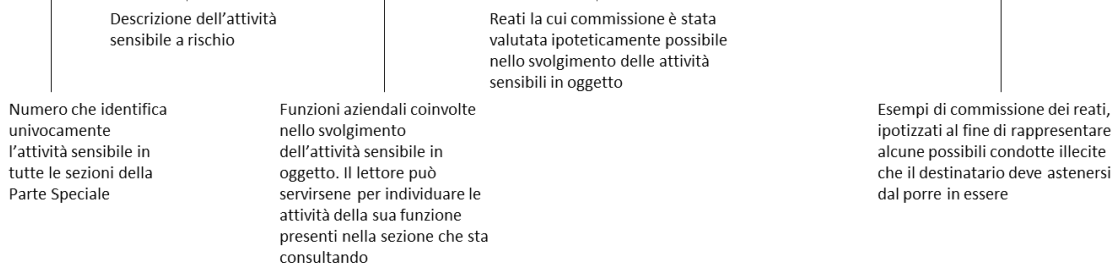 Descrizione dell'attività
sensibile a rischio
Reati la cui commissione è stata
valutata ipoteticamente possibile
nello svolgimento delle attività
sensibili in oggetto
Numero che identifica
univocamente
l'attività sensibile in
tutte le sezioni della
Parte Speciale
Funzioni aziendali coinvolte
nello svolgimento
dell'attività sensibile in
oggetto. Il lettore può
servirsene per individuare le
attività della sua funzione
presenti nella sezione che sta
consultando
Esempi di commissione dei reati,
ipotizzati al fine di rappresentare
alcune possibili condotte illecite
che il destinatario deve astenersi
dal porre in essere